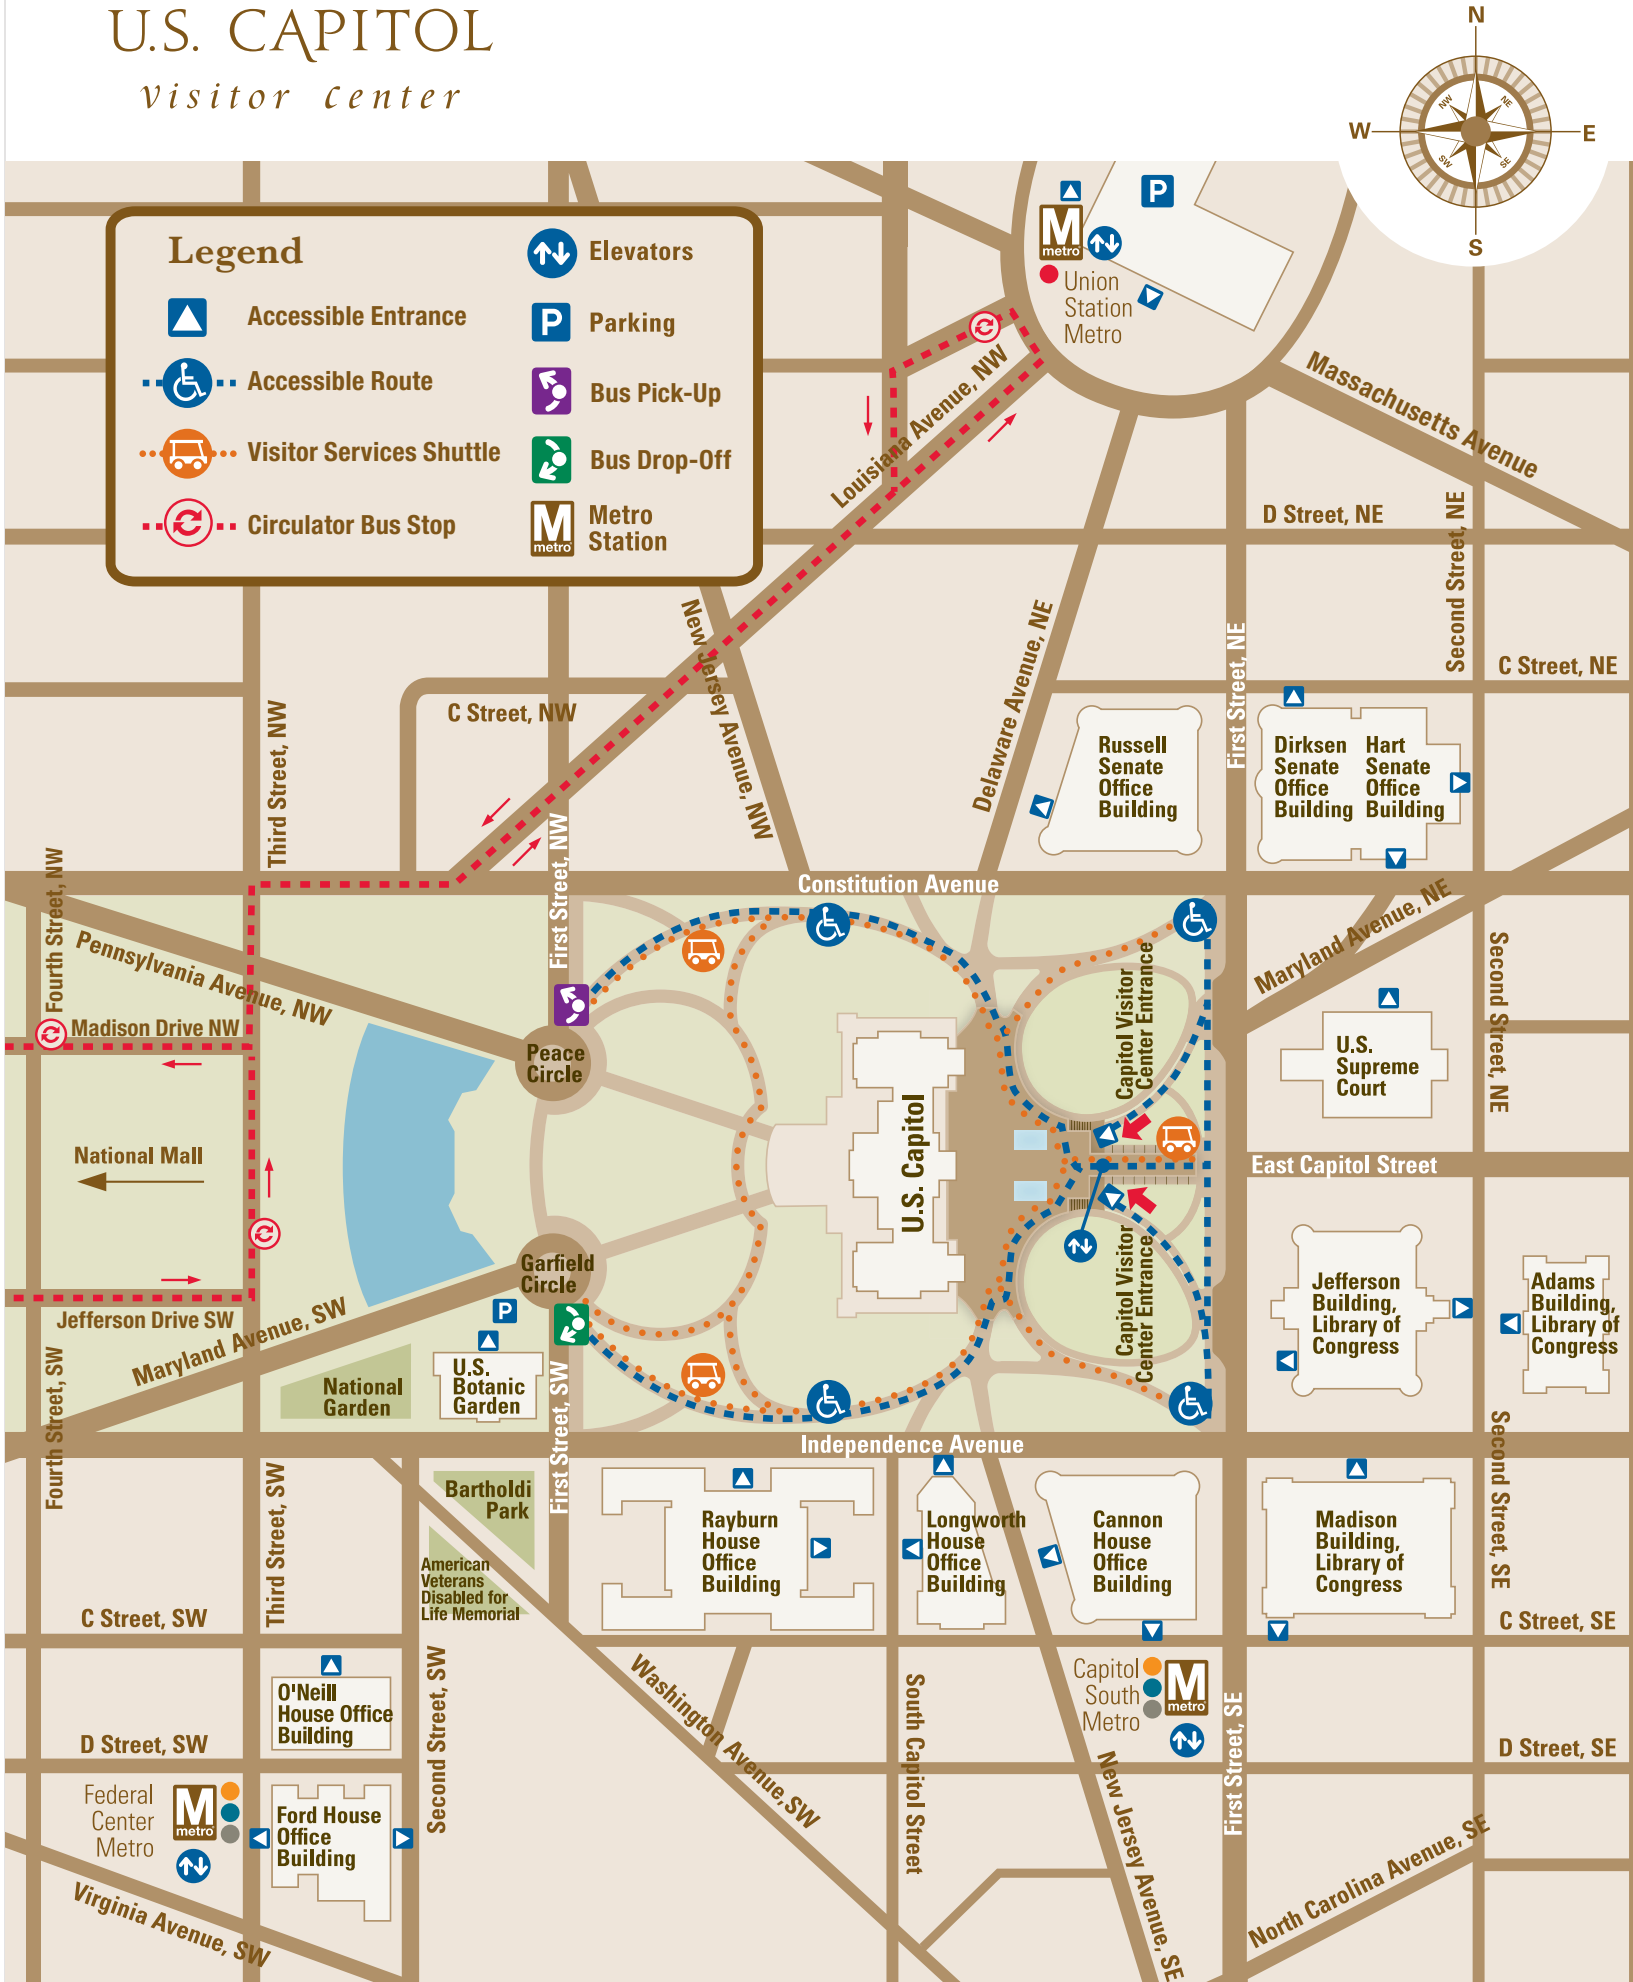 U.S. CAPITOL
visitor center
N
NW
NE
W
E
SW
SE
S
Legend
Accessible Entrance
Accessible Route
Visitor Services Shuttle
Circulator Bus Stop
Elevators
P
Parking
Bus Pick-Up
Bus Drop-Off
M
metro
Metro
Station
P
M
metro
Union
Station
Metro
Massachusetts Avenue
Louisiana Avenue, NW
D Street, NE
Second Street, NE
C Street, NE
First Street, NE
Delaware Avenue, NE
New Jersey Avenue, NW
C Street, NW
Third Street, NW
First Street, NW
Russell
Senate
Office
Building
Dirksen
Senate
Office
Building
Hart
Senate
Office
Building
Constitution Avenue
Fourth Street, NW
Pennsylvania Avenue, NW
Madison Drive NW
Maryland Avenue, NE
Second Street, NE
Capitol Visitor
Center Entrance
U.S.
Supreme
Court
Peace
Circle
National Mall
U.S. Capitol
East Capitol Street
Garfield
Circle
Capitol Visitor
Center Entrance
Jefferson
Building,
Library of
Congress
Adams
Building,
Library of
Congress
Jefferson Drive SW
Maryland Avenue, SW
P
U.S.
Botanic
Garden
National
Garden
Fourth Street, SW
First Street, SW
Independence Avenue
Third Street, SW
Second Street, SE
Bartholdi
Park
American
Veterans
Disabled for
Life Memorial
Rayburn
House
Office
Building
Longworth
House
Office
Building
Cannon
House
Office
Building
Madison
Building,
Library of
Congress
C Street, SW
C Street, SE
O'Neill
House Office
Building
Second Street, SW
Washington Avenue,SW
South Capitol Street
Capitol
South
Metro
M
metro
First Street, SE
New Jersey Avenue, SE
D Street, SW
D Street, SE
Federal
Center
Metro
M
metro
Ford House
Office
Building
Virginia Avenue, SW
North Carolina Avenue, SE